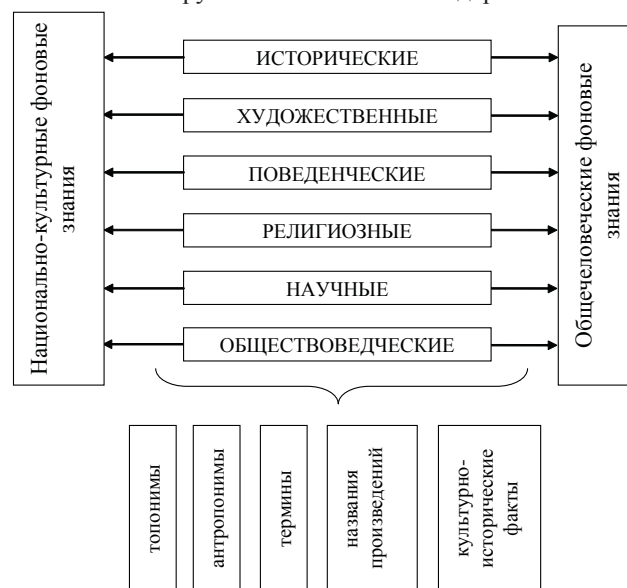 Национально-культурные фоновые
знания
ИСТОРИЧЕСКИЕ
ХУДОЖЕСТВЕННЫЕ
ПОВЕДЕНЧЕСКИЕ
РЕЛИГИОЗНЫЕ
НАУЧНЫЕ
ОБЩЕСТВОВЕДЧЕСКИЕ
Общечеловеческие фоновые
знания
топонимы
антропонимы
термины
названия
произведений
культурно-
исторические
факты